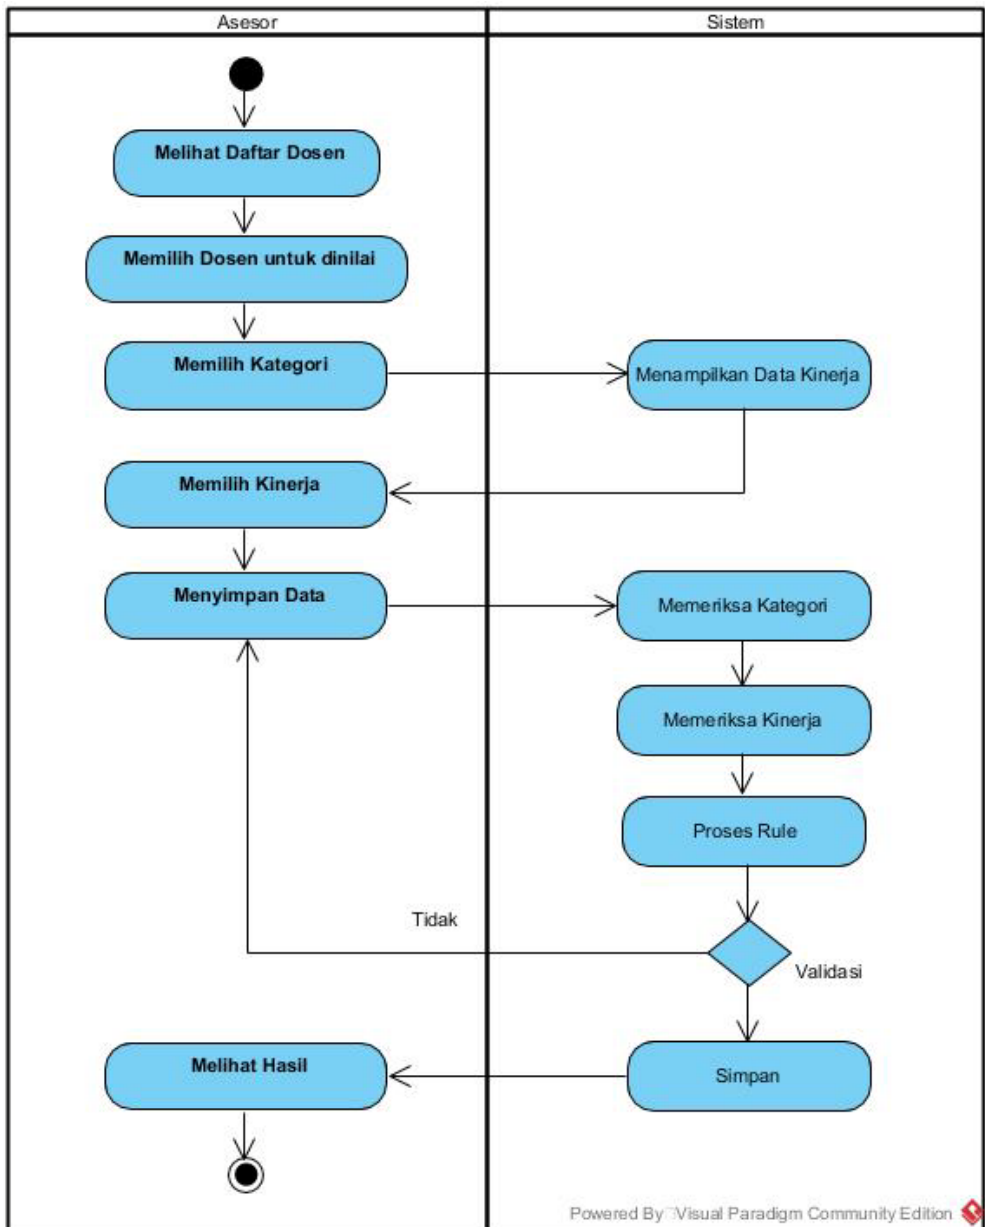 Asesor
Sistem
Melihat Daftar Dosen
Memilih Dosen untuk dinilai
Memilih Kategori
Menampilkan Data Kinerja
Memilih Kinerja
Menyimpan Data
Memeriksa Kategori
Memeriksa Kinerja
Proses Rule
Tidak
Validasi
Melihat Hasil
Simpan
Powered By Visual Paradigm Community Edition